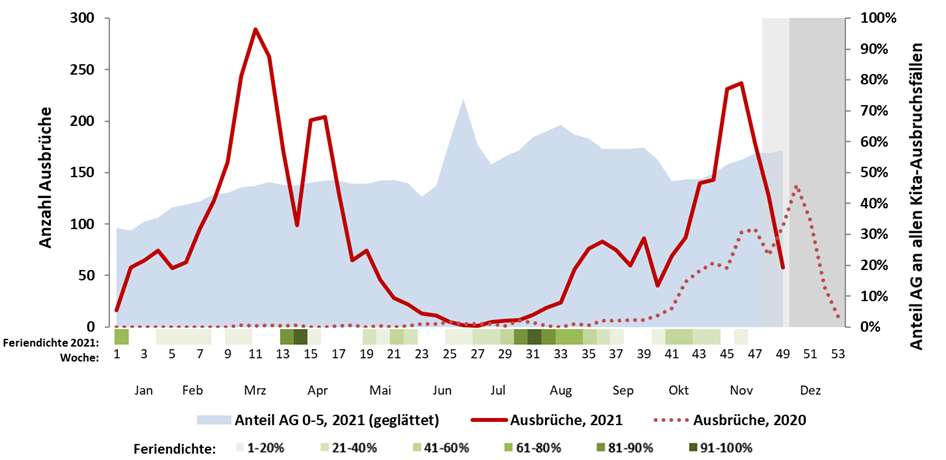 300
250
200
150
100
50
0
Anzahl Ausbrüche
100%
90%
80%
70%
60%
50%
40%
30%
20%
10%
0%
Anteil AG an allen Kita-Ausbruchsfällen
Feriendichte 2021:
Woche: 1 3 5 7 9 11 13 15 17 19 21 23 25 27 29 31 33 35 37 39 41 43 45 47 49 51 53
Jan Feb Mrz Apr Mai Jun Jul Aug Sep Okt Nov Dez
Anteil AG 0-5, 2021 (geglättet) Ausbrüche, 2021 Ausbrüche, 2020
Feriendichte: 1-20% 21-40% 41-60% 61-80% 81-90% 91-100%